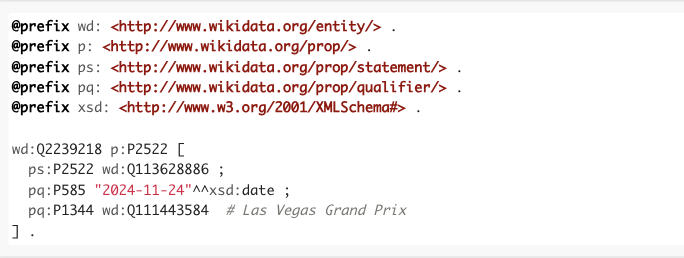 @prefix wd: <http://www.wikidata.org/entity/> .
@prefix p: <http://www.wikidata.org/prop/> .
@prefix ps: <http://www.wikidata.org/prop/statement/> .
@prefix pq: <http://www.wikidata.org/prop/qualifier/> .
@prefix xsd: <http://www.w3.org/2001/XMLSchema#> .

wd:Q2239218 p:P2522 [
  ps:P2522 wd:Q113628886 ;
  pq:P585 "2024-11-24"^^xsd:date ;
  pq:P1344 wd:Q111443584  # Las Vegas Grand Prix
] .